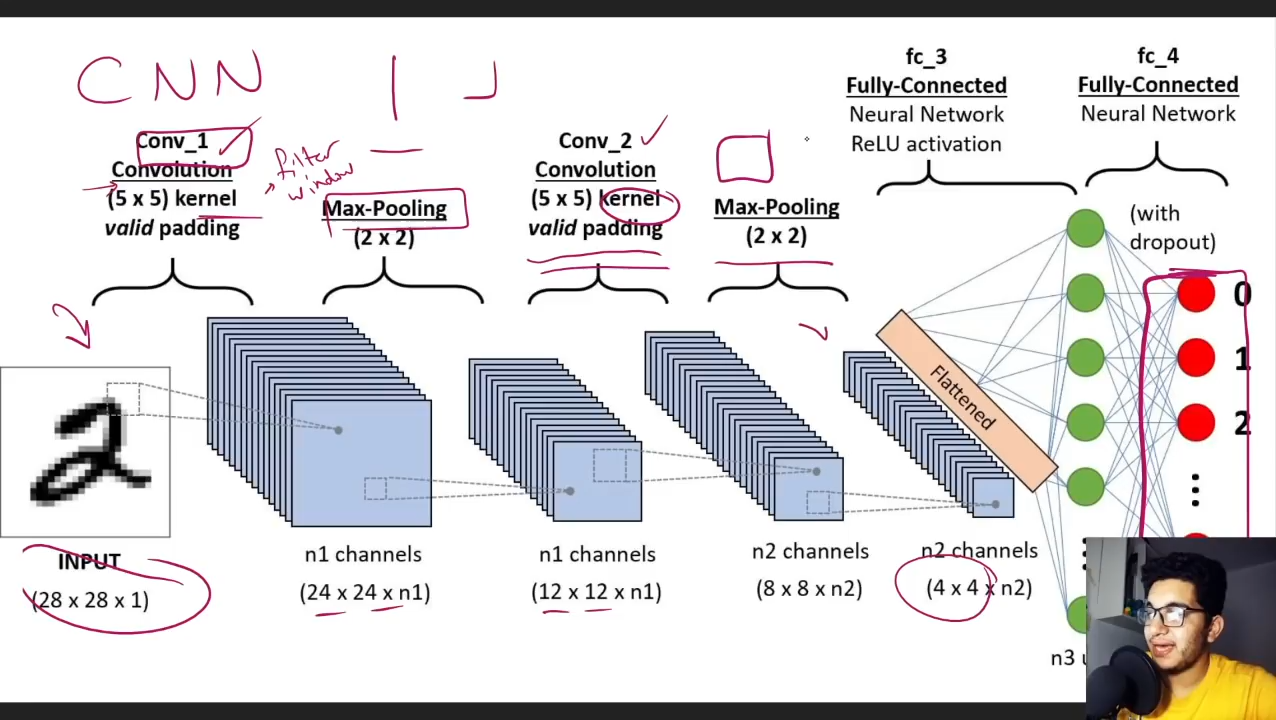 CNN
Conv_1
Convolution
(5 x 5) kernel
valid padding
filter
window
Max-Pooling
(2 x 2)
Conv_2
Convolution
(5 x 5) kernel
valid padding
Max-Pooling
(2 x 2)
fc_3
Fully-Connected
Neural Network
ReLU activation
fc_4
Fully-Connected
Neural Network
(with
dropout)
Flattened
0
1
2
INPUT
(28 x 28 x 1)
n1 channels
(24 x 24 x n1)
n1 channels
(12 x 12 x n1)
n2 channels
(8 x 8 x n2)
n2 channels
(4 x 4 x n2)
n3